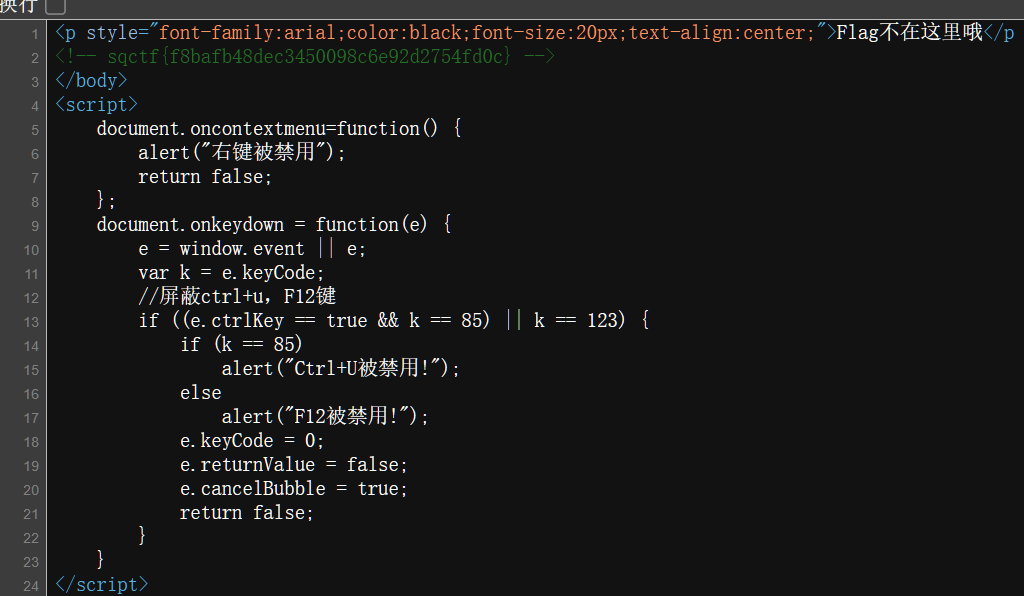 换行
1 <p style="font-family:arial;color:black;font-size:20px;text-align:center;">Flag不在这里哦</p
2 <!-- sqctf{f8bafb48dec3450098c6e92d2754fd0c} -->
3 </body>
4 <script>
5 document.oncontextmenu=function() {
6 alert("右键被禁用");
7 return false;
8 };
9 document.onkeydown = function(e) {
10 e = window.event || e;
11 var k = e.keyCode;
12 //屏蔽ctrl+u，F12键
13 if ((e.ctrlKey == true && k == 85) || k == 123) {
14 if (k == 85)
15 alert("Ctrl+U被禁用!");
16 else
17 alert("F12被禁用!");
18 e.keyCode = 0;
19 e.returnValue = false;
20 e.cancelBubble = true;
21 return false;
22 }
23 }
24 </script>